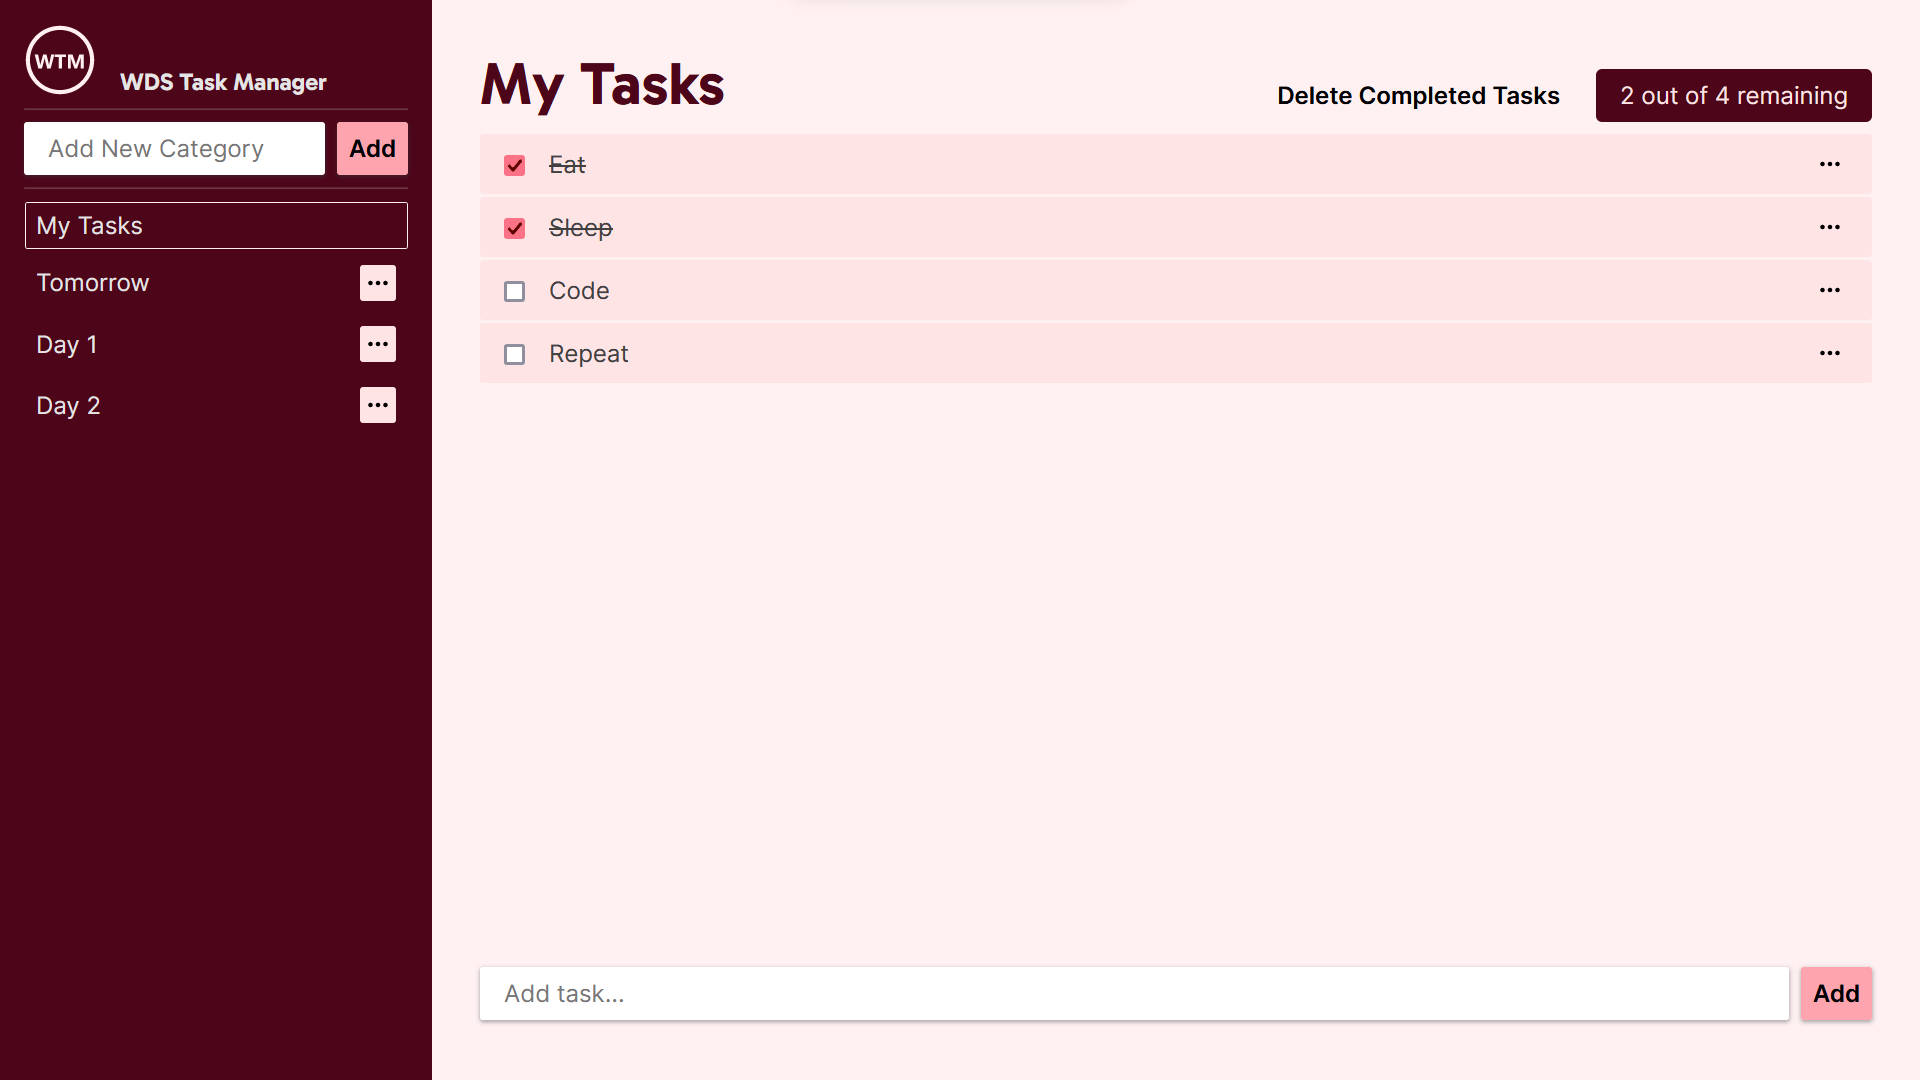 WTM
WDS Task Manager
Add New Category
Add
My Tasks
Tomorrow
Day 1
Day 2
My Tasks
Delete Completed Tasks
2 out of 4 remaining
Eat
Sleep
Code
Repeat
Add task...
Add